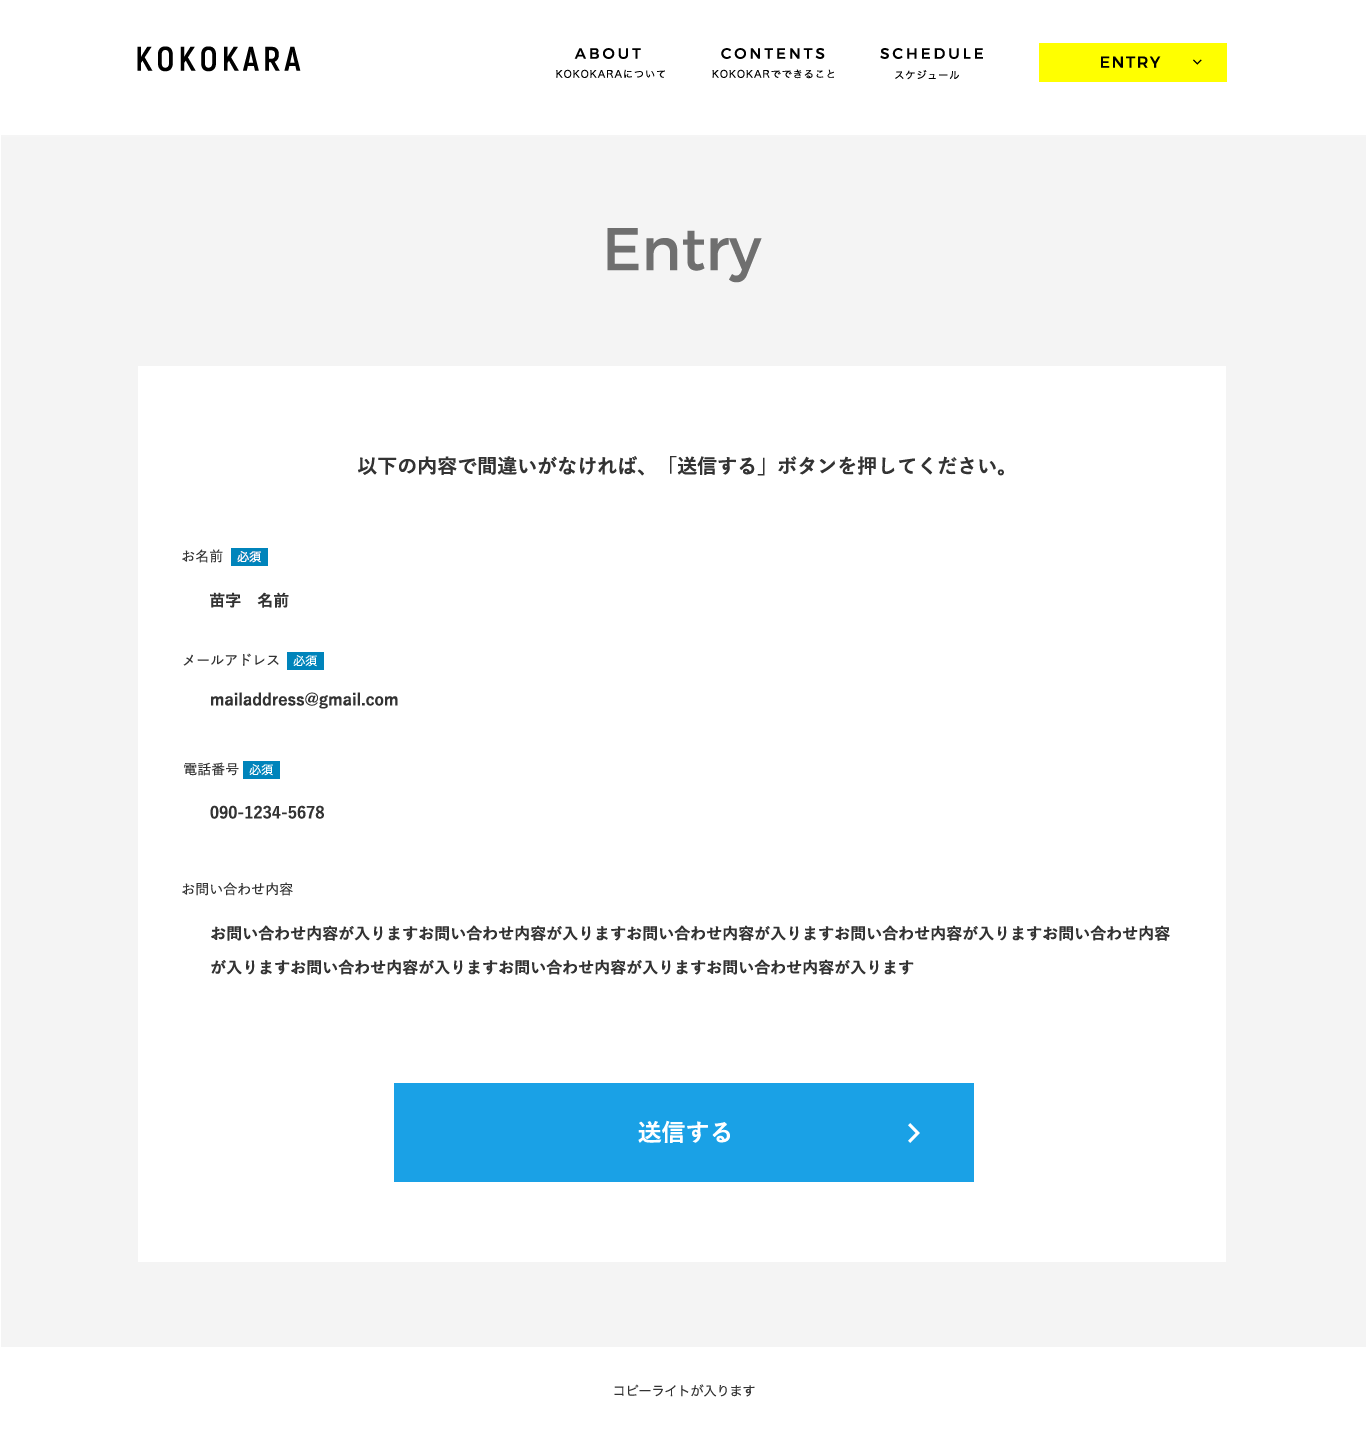 KOKOKARA
ABOUT
KOKOKARAについて
CONTENTS
KOKOKARでできること
SCHEDULE
スケジュール
ENTRY
Entry
以下の内容で間違いがなければ、「送信する」ボタンを押してください。
お名前 必須
苗字　名前
メールアドレス 必須
mailaddress@gmail.com
電話番号 必須
090-1234-5678
お問い合わせ内容
お問い合わせ内容が入りますお問い合わせ内容が入りますお問い合わせ内容が入りますお問い合わせ内容が入りますお問い合わせ内容
が入りますお問い合わせ内容が入りますお問い合わせ内容が入りますお問い合わせ内容が入ります
送信する
コピーライトが入ります